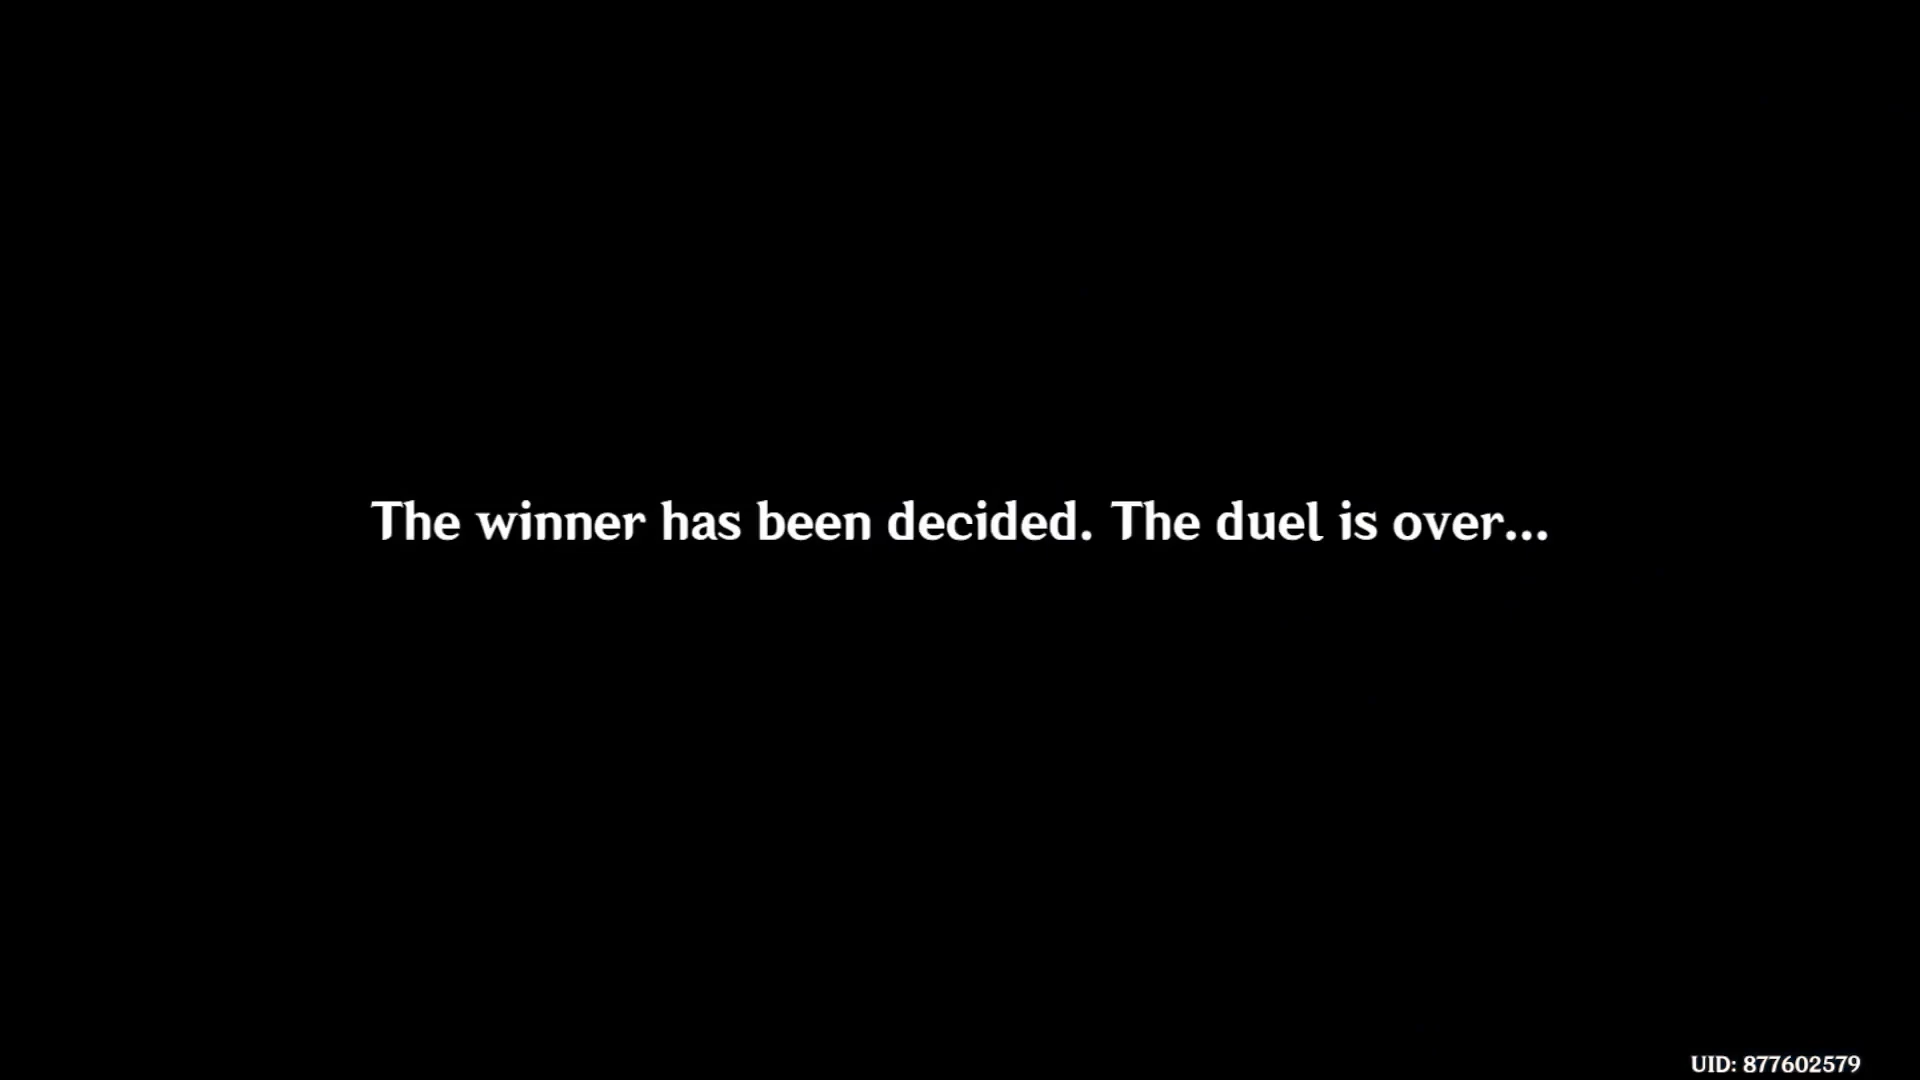 The winner has been decided. The duel is over...
UID: 877602579